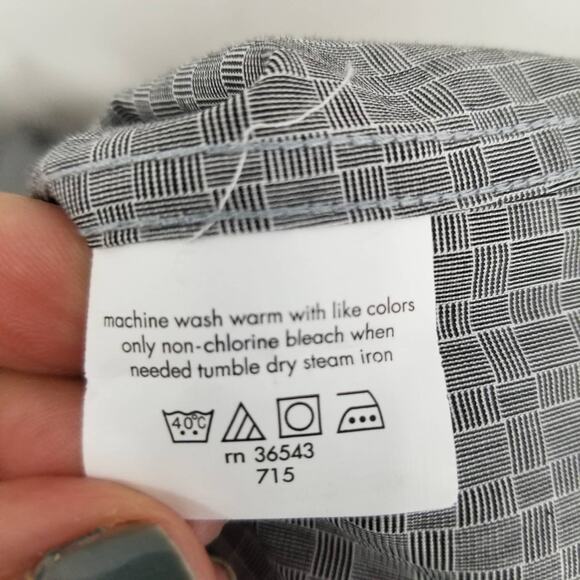 machine wash warm with like colors
only non-chlorine bleach when
needed tumble dry steam iron
40°C
rn 36543
715